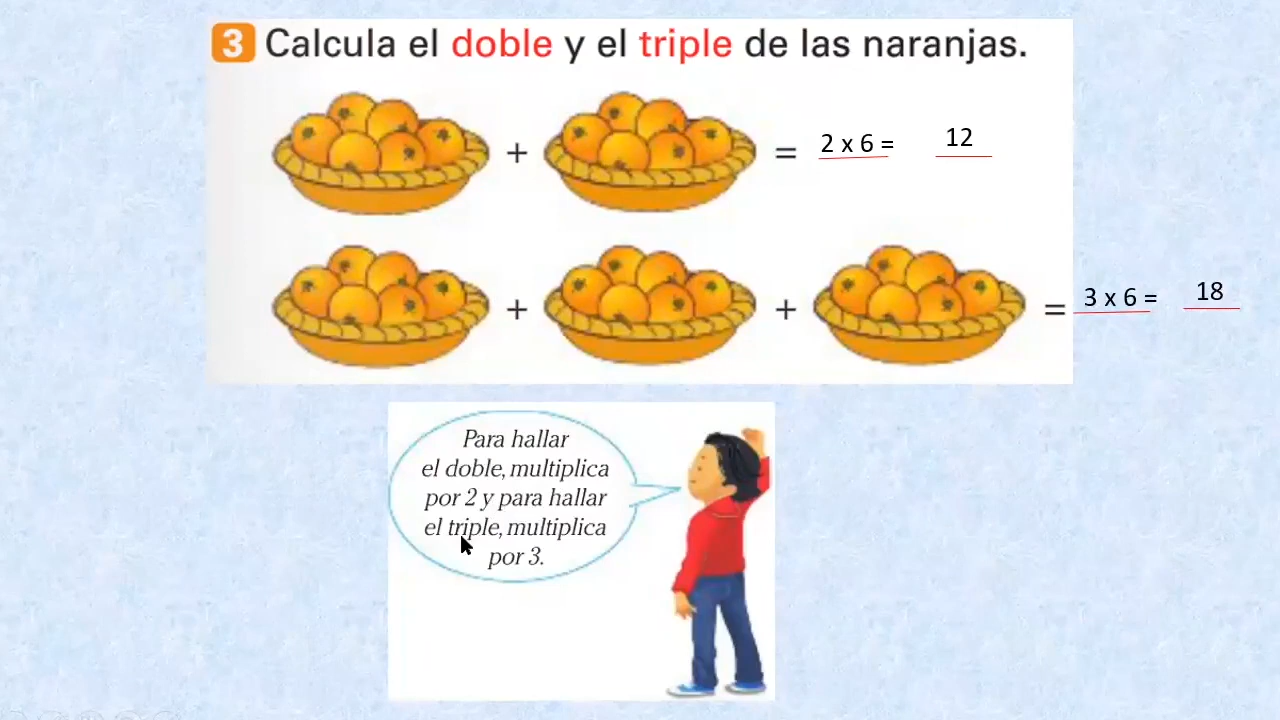 3 Calcula el doble y el triple de las naranjas.
+ = 2 x 6 = 12
+ + = 3 x 6 = 18
Para hallar
el doble, multiplica
por 2 y para hallar
el triple, multiplica
por 3.